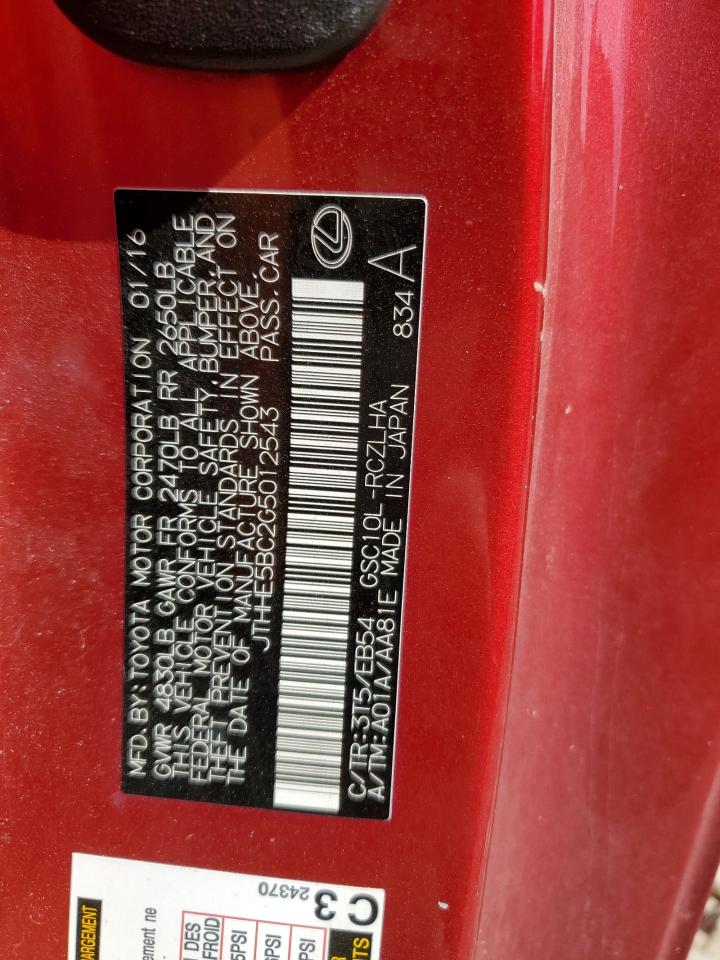 MFD.BY:TOYOTA MOTOR CORPORATION 01/16
GVWR 4830LB GAWR FR 2470LB RR 2650LB
THIS VEHICLE CONFORMS TO ALL APPLICABLE
FEDERAL MOTOR VEHICLE SAFETY,BUMPER,AND
THEFT PREVENTION STANDARDS IN EFFECT ON
THE DATE OF MANUFACTURE SHOWN ABOVE.
JTHHE5BC2G5012543 PASS.CAR
C/TR:3T5/EB54 GSC10L-RCZLHA
A/TM:A01A/AA81E MADE IN JAPAN 834 A
C3
24370